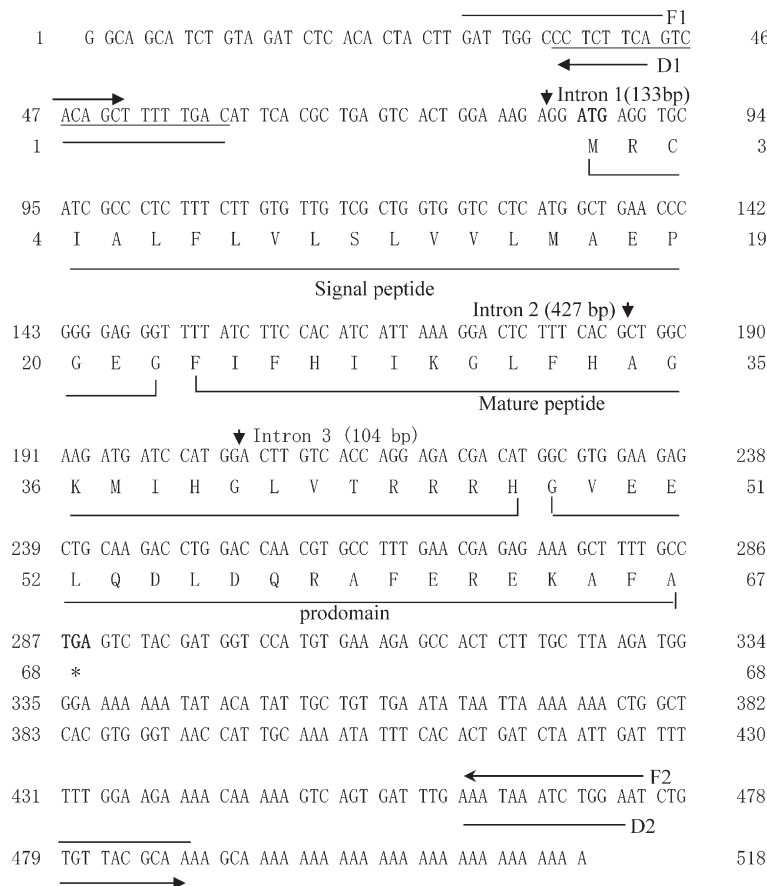 F1
1 G GCA GCA TCT GTA GAT CTC ACA CTA CTT GAT TGG CCC TCT TCA GTC 46
D1
Intron 1(133bp)
47 ACA GCT TTT TGA CAT TCA CGC TGA GTC ACT GGA AAG AGG ATG AGG TGC 94
1 M R C 3
95 ATC GCC CTC TTT CTT GTG TTG TCG CTG GTG GTC CTC ATG GCT GAA CCC 142
4 I A L F L V L S L V V L M A E P 19
Signal peptide
Intron 2 (427 bp)
143 GGG GAG GGT TTT ATC TTC CAC ATC ATT AAA GGA CTC TTT CAC GCT GGC 190
20 G E G F I F H I I K G L F H A G 35
Mature peptide
Intron 3 (104 bp)
191 AAG ATG ATC CAT GGA CTT GTC ACC AGG AGA CGA CAT GGC GTG GAA GAG 238
36 K M I H G L V T R R R H G V E E 51
239 CTG CAA GAC CTG GAC CAA CGT GCC TTT GAA CGA GAG AAA GCT TTT GCC 286
52 L Q D L D Q R A F E R E K A F A 67
prodomain
287 TGA GTC TAC GAT GGT CCA TGT GAA AGA GCC ACT CTT TGC TTA AGA TGG 334
68 * 68
335 GGA AAA AAA TAT ACA TAT TGC TGT TGA ATA TAA TTA AAA AAA CTG GCT 382
383 CAC GTG GGT AAC CAT TGC AAA ATA TTT CAC ACT GAT CTA ATT GAT TTT 430
F2
431 TTT GGA AGA AAA CAA AAA GTC AGT GAT TTG AAA TAA ATC TGG AAT CTG 478
D2
479 TGT TAC GCA AAA GCA AAA AAA AAA AAA AAA AAA AAA AAA A 518